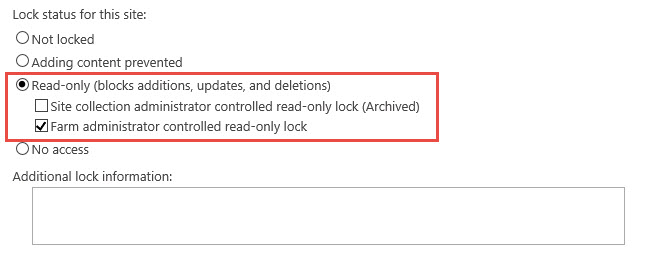 Lock status for this site:
Not locked
Adding content prevented
Read-only (blocks additions, updates, and deletions)
Site collection administrator controlled read-only lock (Archived)
Farm administrator controlled read-only lock
No access
Additional lock information: